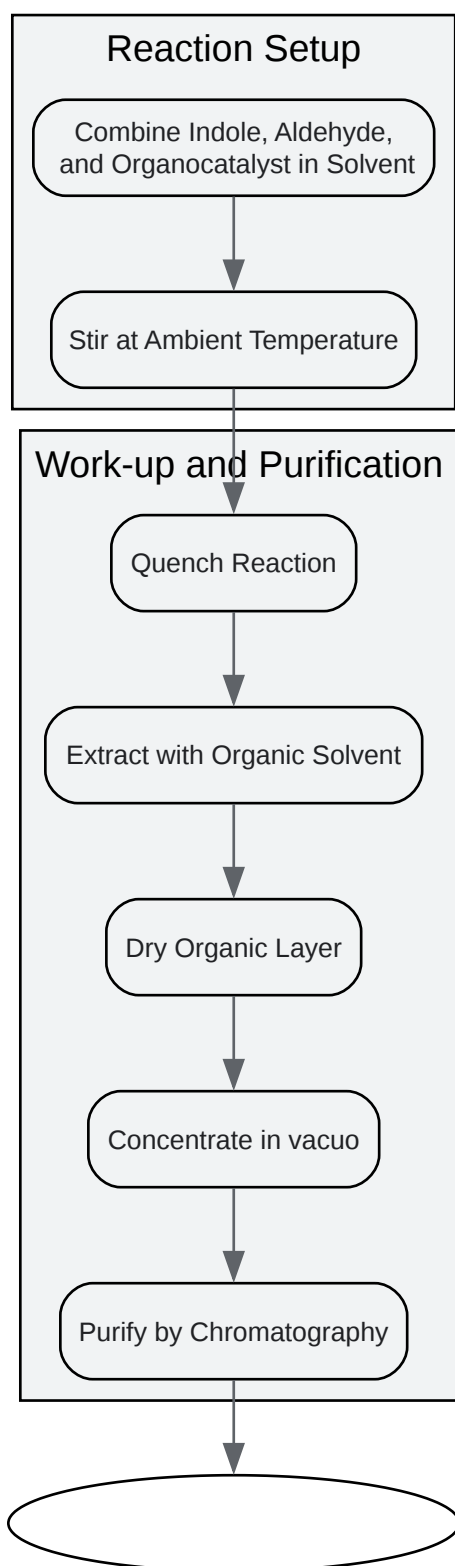 Reaction Setup
Combine Indole, Aldehyde,
and Organocatalyst in Solvent
Stir at Ambient Temperature
Work-up and Purification
Quench Reaction
Extract with Organic Solvent
Dry Organic Layer
Concentrate in vacuo
Purify by Chromatography